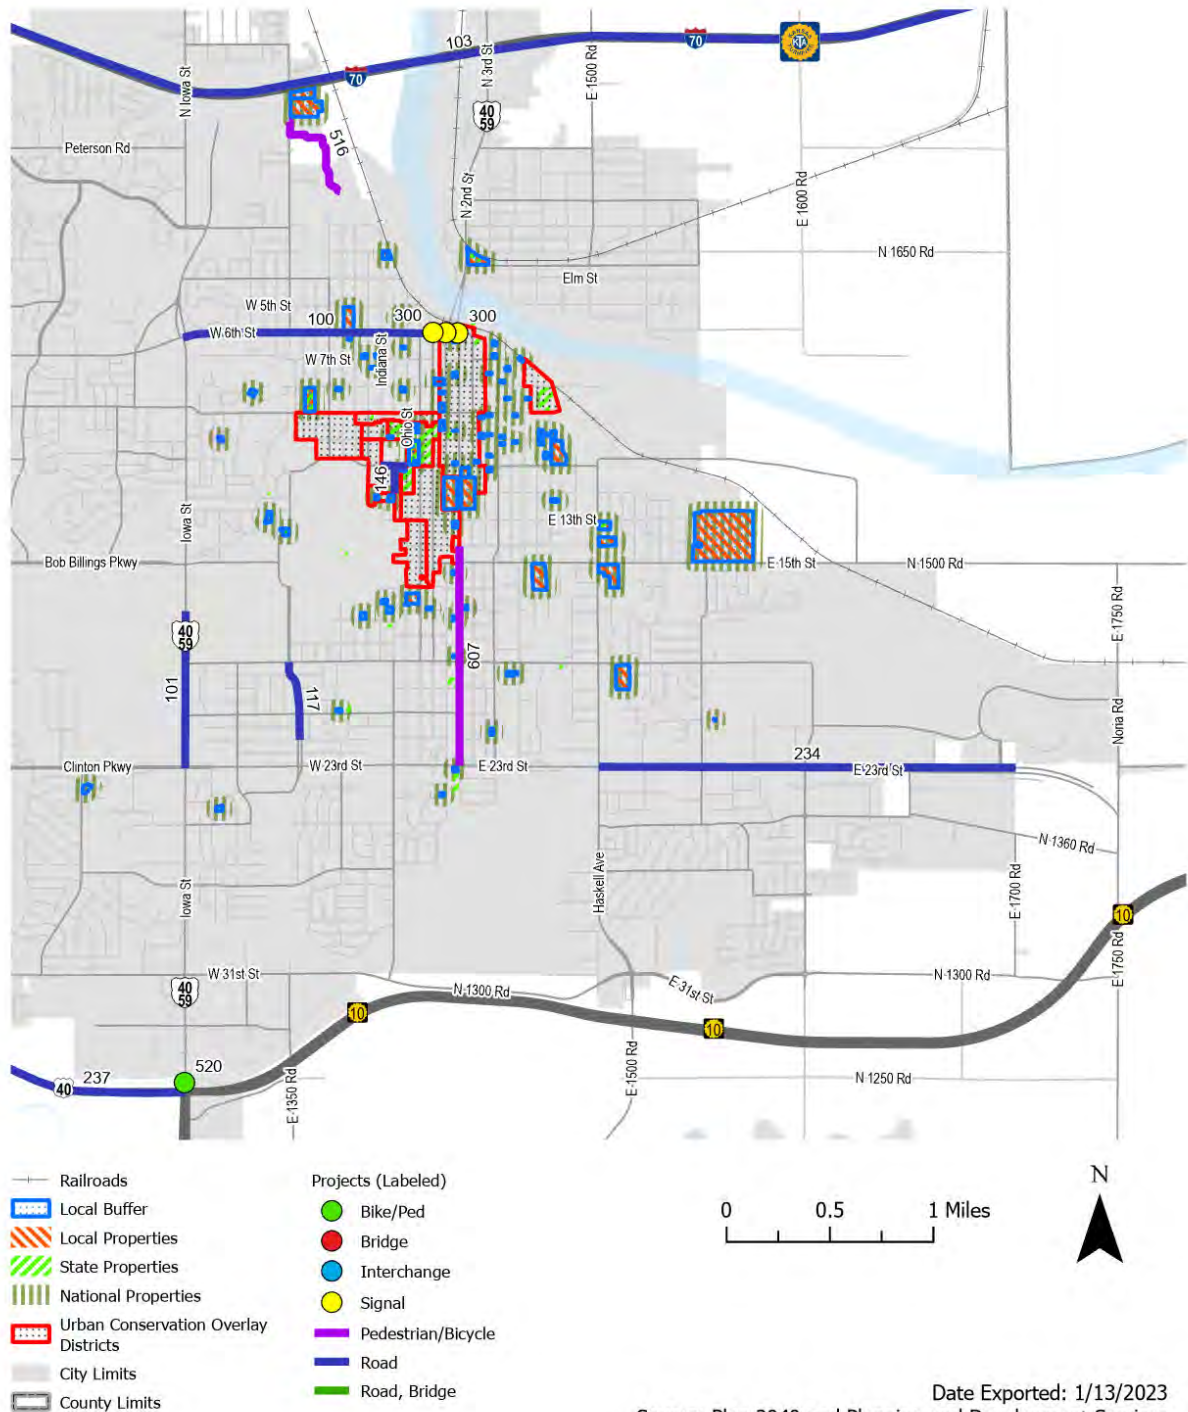 103
N 3rd St
E 1500 Rd
70
KANSAS
KTA
TURNPIKE
70
N Iowa St
40
59
516
Peterson Rd
N 2nd St
E 1600 Rd
N 1650 Rd
Elm St
W 5th St
100
300
300
W 6th St
Indiana St
W 7th St
Ohio St
146
E 13th St
Iowa St
Bob Billings Pkwy
E 15th St
N 1500 Rd
E 1750 Rd
40
59
607
101
117
Noria Rd
234
Clinton Pkwy
W 23rd St
E 23rd St
E 23rd St
N 1360 Rd
Haskell Ave
E 1700 Rd
Iowa St
10
E 1750 Rd
W 31st St
N 1300 Rd
40
59
N 1300 Rd
E 31st St
10
10
520
237
40
E 1350 Rd
E 1500 Rd
N 1250 Rd
Railroads
Local Buffer
Local Properties
State Properties
National Properties
Urban Conservation Overlay
Districts
City Limits
County Limits
Projects (Labeled)
Bike/Ped
Bridge
Interchange
Signal
Pedestrian/Bicycle
Road
Road, Bridge
0 0.5 1 Miles
N
Date Exported: 1/13/2023